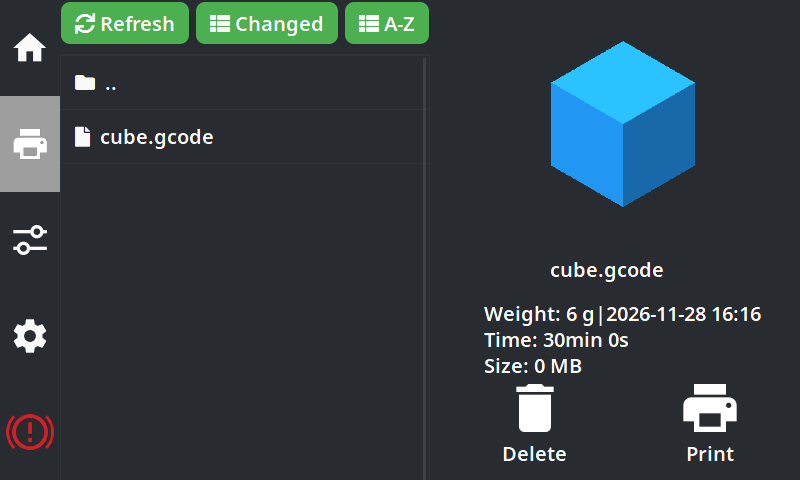 Refresh
Changed
A-Z
..
cube.gcode
cube.gcode
Weight: 6 g|2026-11-28 16:16
Time: 30min 0s
Size: 0 MB
Delete
Print